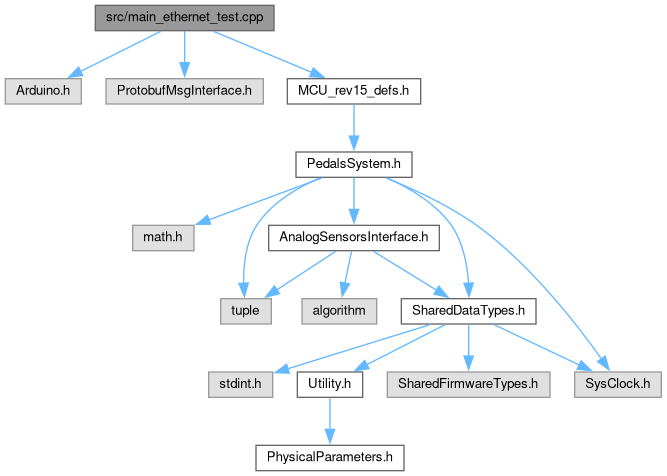 src/main_ethernet_test.cpp
Arduino.h
ProtobufMsgInterface.h
MCU_rev15_defs.h
PedalsSystem.h
math.h
AnalogSensorsInterface.h
tuple
algorithm
SharedDataTypes.h
stdint.h
Utility.h
SharedFirmwareTypes.h
SysClock.h
PhysicalParameters.h